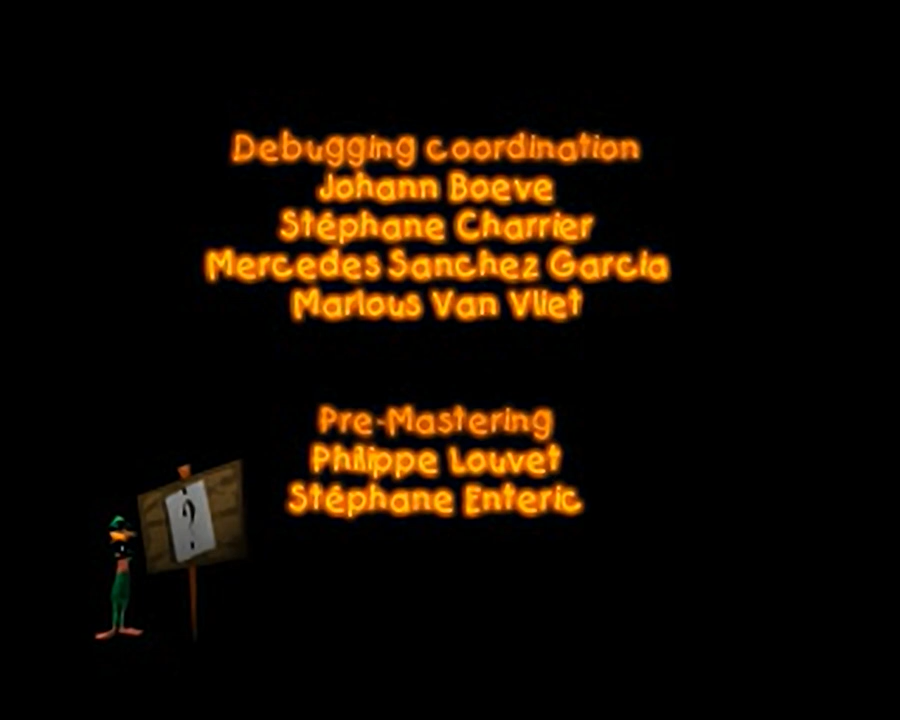 Debugging coordination
Johann Boeve
Stéphane Charrier
Mercedes Sanchez Garcia
Marlous Van Vliet
Pre-Mastering
Philippe Louvet
Stéphane Enteric
?